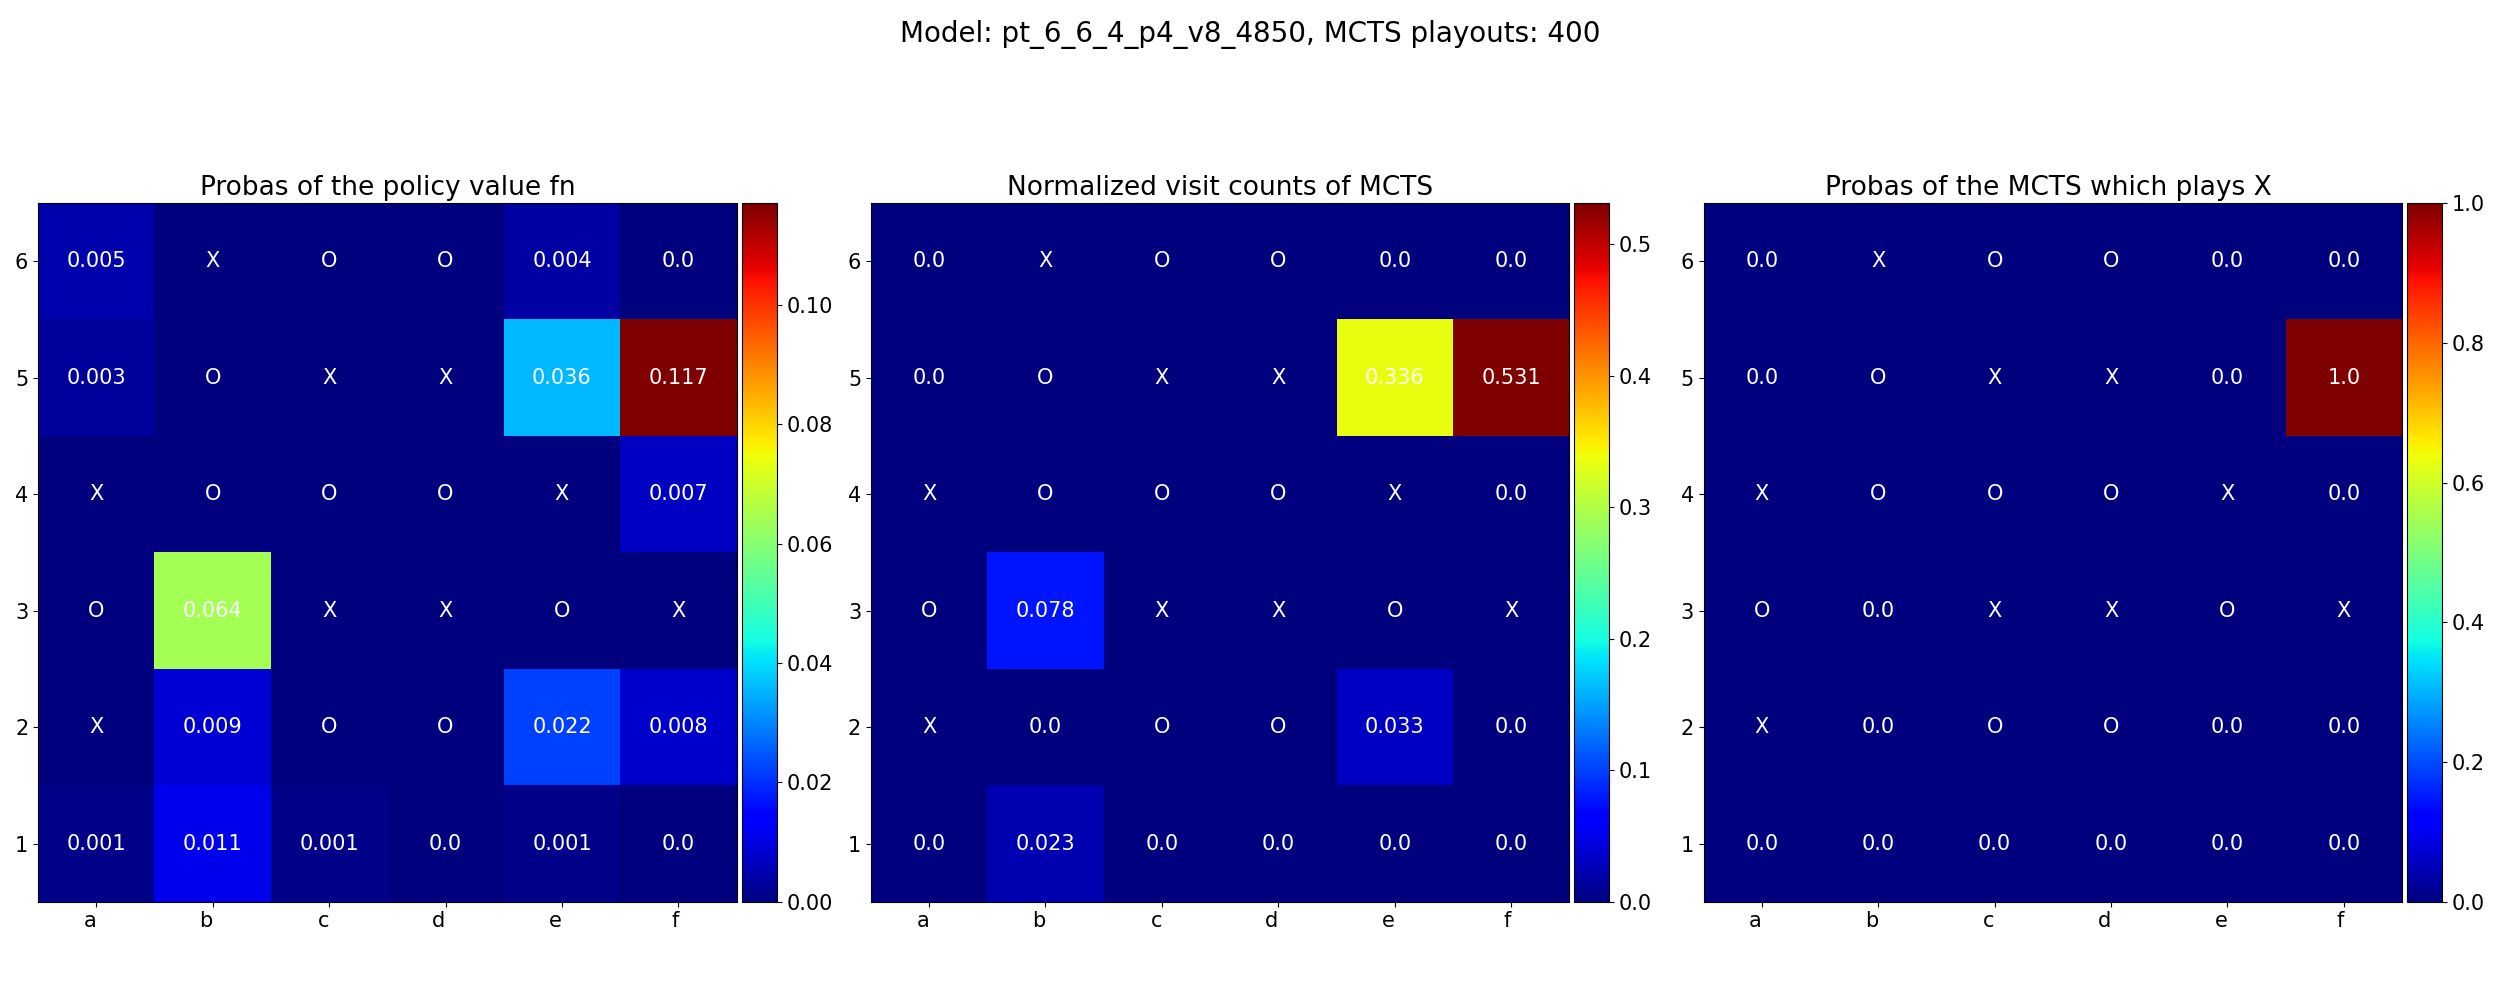 Model: pt_6_6_4_p4_v8_4850, MCTS playouts: 400
Probas of the policy value fn
6 0.005 X O O 0.004 0.0
5 0.003 O X X 0.036 0.117
4 X O O O X 0.007
3 O 0.064 X X O X
2 X 0.009 O O 0.022 0.008
1 0.001 0.011 0.001 0.0 0.001 0.0
a b c d e f
0.10
0.08
0.06
0.04
0.02
0.00
Normalized visit counts of MCTS
6 0.0 X O O 0.0 0.0
5 0.0 O X X 0.336 0.531
4 X O O O X 0.0
3 O 0.078 X X O X
2 X 0.0 O O 0.033 0.0
1 0.0 0.023 0.0 0.0 0.0 0.0
a b c d e f
0.5
0.4
0.3
0.2
0.1
0.0
Probas of the MCTS which plays X
6 0.0 X O O 0.0 0.0
5 0.0 O X X 0.0 1.0
4 X O O O X 0.0
3 O 0.0 X X O X
2 X 0.0 O O 0.0 0.0
1 0.0 0.0 0.0 0.0 0.0 0.0
a b c d e f
1.0
0.8
0.6
0.4
0.2
0.0